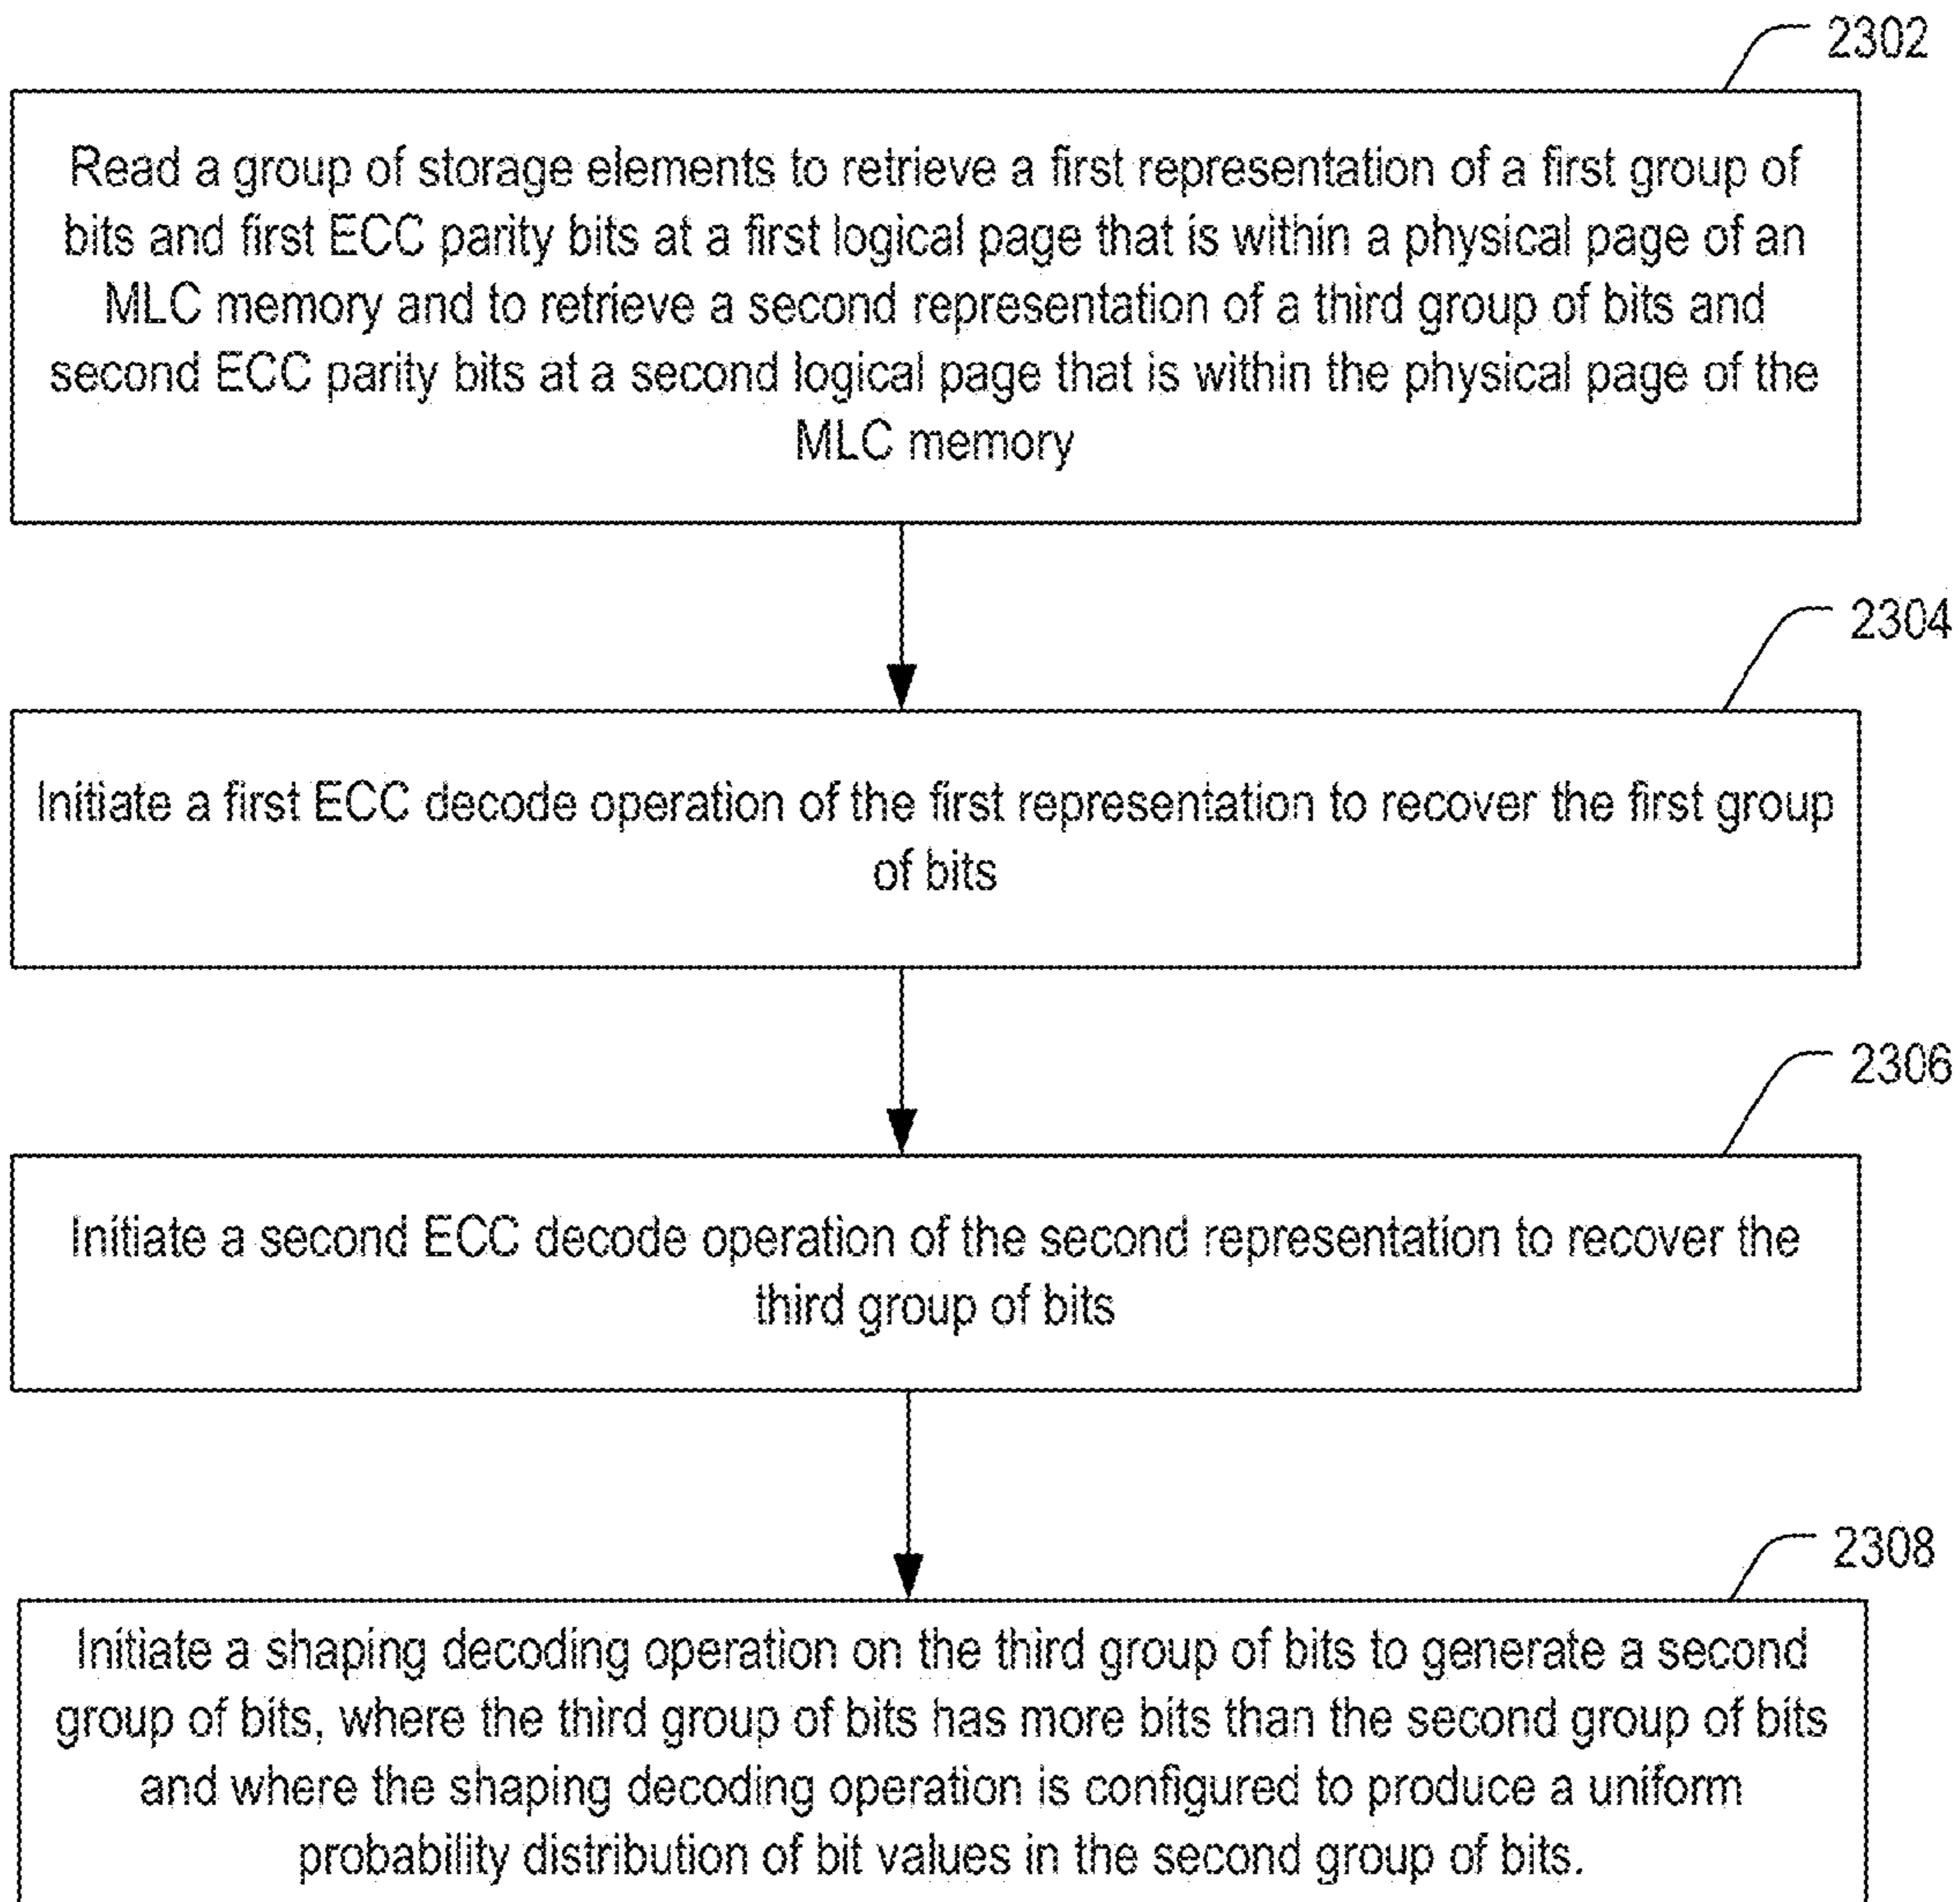 2302
Read a group of storage elements to retrieve a first representation of a first group of
bits and first ECC parity bits at a first logical page that is within a physical page of an
MLC memory and to retrieve a second representation of a third group of bits and
second ECC parity bits at a second logical page that is within the physical page of the
MLC memory
2304
Initiate a first ECC decode operation of the first representation to recover the first group
of bits
2306
Initiate a second ECC decode operation of the second representation to recover the
third group of bits
2308
Initiate a shaping decoding operation on the third group of bits to generate a second
group of bits, where the third group of bits has more bits than the second group of bits
and where the shaping decoding operation is configured to produce a uniform
probability distribution of bit values in the second group of bits.